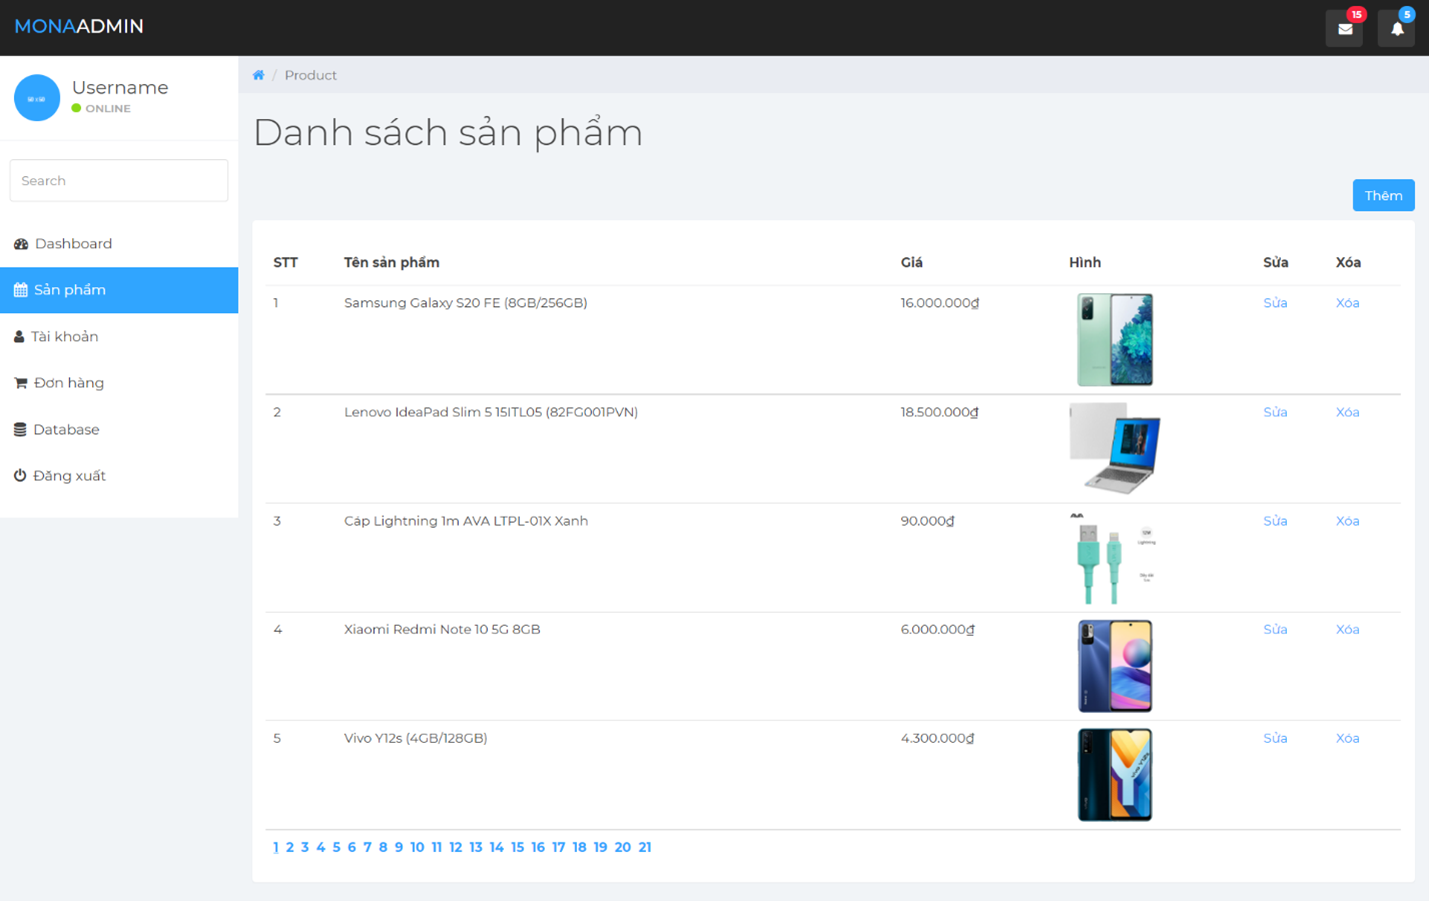 MONAADMIN
15
5
Username
ONLINE
Search
Dashboard
Sản phẩm
Tài khoản
Đơn hàng
Database
Đăng xuất
/ Product
Danh sách sản phẩm
Thêm
STT Tên sản phẩm Giá Hình Sửa Xóa
1 Samsung Galaxy S20 FE (8GB/256GB) 16.000.000₫ Sửa Xóa
2 Lenovo IdeaPad Slim 5 15ITL05 (82FG001PVN) 18.500.000₫ Sửa Xóa
3 Cáp Lightning 1m AVA LTPL-01X Xanh 90.000₫ Sửa Xóa
Lightning
4 Xiaomi Redmi Note 10 5G 8GB 6.000.000₫ Sửa Xóa
5 Vivo Y12s (4GB/128GB) 4.300.000₫ Sửa Xóa
vivo Y12s
1 2 3 4 5 6 7 8 9 10 11 12 13 14 15 16 17 18 19 20 21